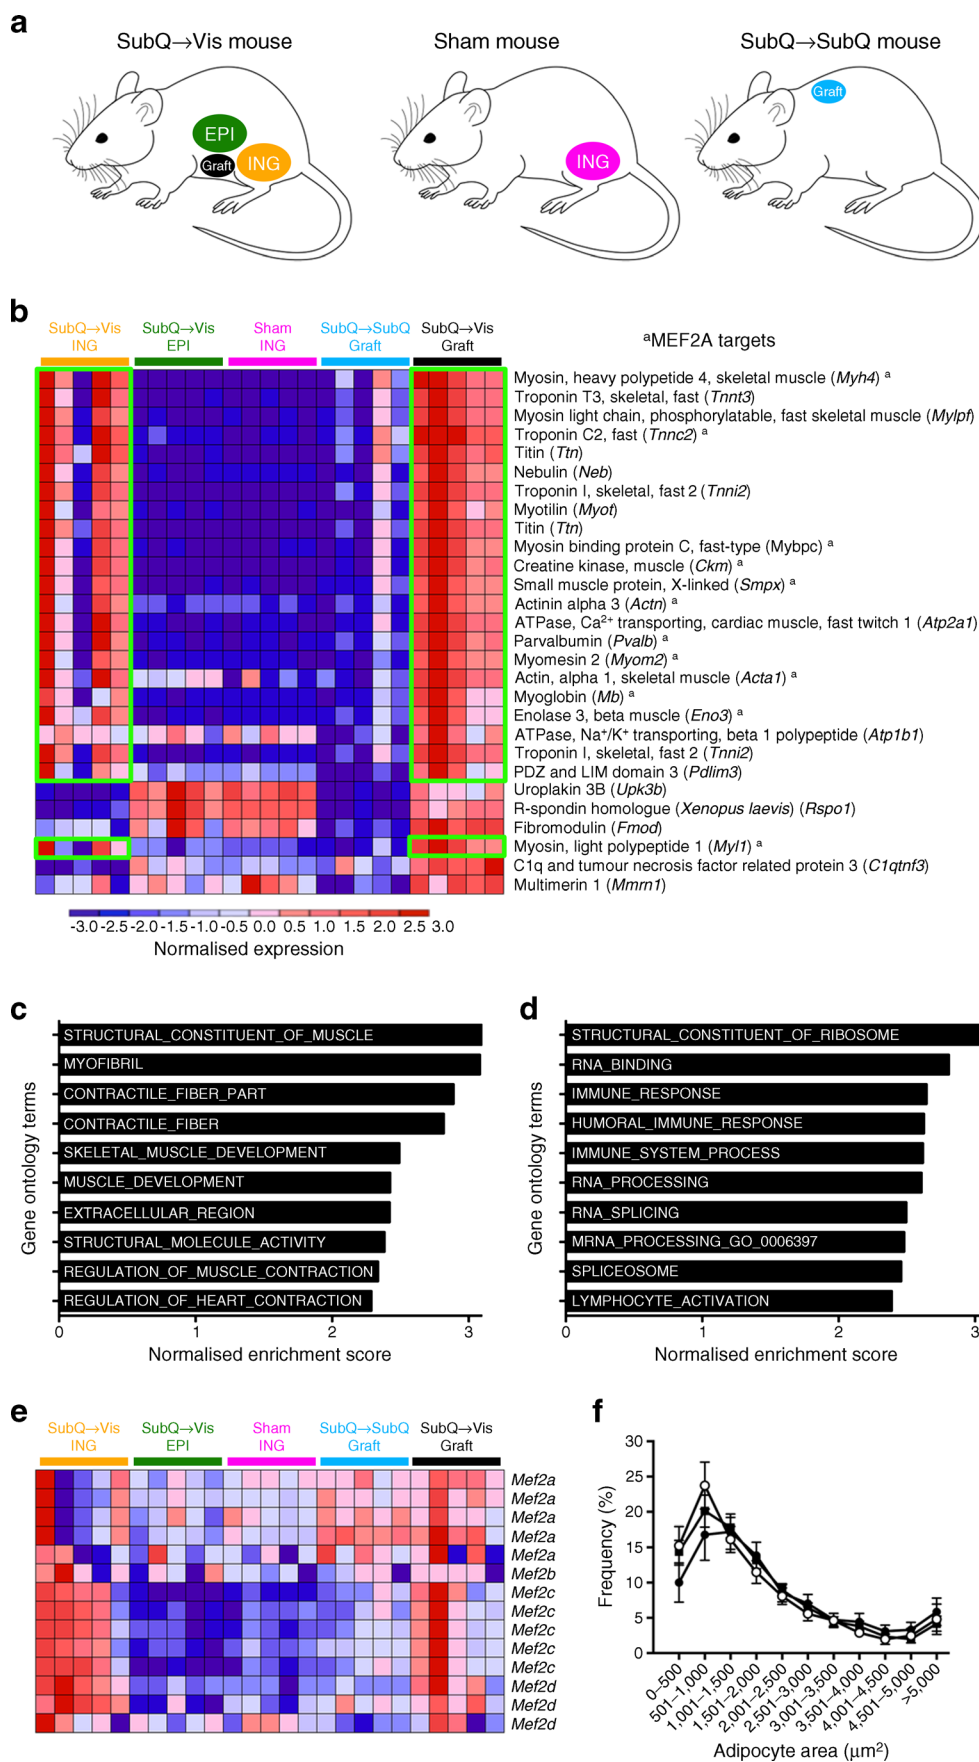 a
SubQ→Vis mouse
Sham mouse
SubQ→SubQ mouse
EPI
Graft
ING
ING
Graft
b
SubQ→Vis
ING
SubQ→Vis
EPI
Sham
ING
SubQ→SubQ
Graft
SubQ→Vis
Graft
ᵃMEF2A targets
Myosin, heavy polypetide 4, skeletal muscle (Myh4) ᵃ
Troponin T3, skeletal, fast (Tnnt3)
Myosin light chain, phosphorylatable, fast skeletal muscle (Mylpf)
Troponin C2, fast (Tnnc2) ᵃ
Titin (Ttn)
Nebulin (Neb)
Troponin I, skeletal, fast 2 (Tnni2)
Myotilin (Myot)
Titin (Ttn)
Myosin binding protein C, fast-type (Mybpc) ᵃ
Creatine kinase, muscle (Ckm) ᵃ
Small muscle protein, X-linked (Smpx) ᵃ
Actinin alpha 3 (Actn) ᵃ
ATPase, Ca²⁺ transporting, cardiac muscle, fast twitch 1 (Atp2a1)
Parvalbumin (Pvalb) ᵃ
Myomesin 2 (Myom2) ᵃ
Actin, alpha 1, skeletal muscle (Acta1) ᵃ
Myoglobin (Mb) ᵃ
Enolase 3, beta muscle (Eno3) ᵃ
ATPase, Na⁺/K⁺ transporting, beta 1 polypeptide (Atp1b1)
Troponin I, skeletal, fast 2 (Tnni2)
PDZ and LIM domain 3 (Pdlim3)
Uroplakin 3B (Upk3b)
R-spondin homologue (Xenopus laevis) (Rspo1)
Fibromodulin (Fmod)
Myosin, light polypeptide 1 (Myl1) ᵃ
C1q and tumour necrosis factor related protein 3 (C1qtnf3)
Multimerin 1 (Mmrn1)
-3.0 -2.5 -2.0 -1.5 -1.0 -0.5 0.0 0.5 1.0 1.5 2.0 2.5 3.0
Normalised expression
c
Gene ontology terms
STRUCTURAL_CONSTITUENT_OF_MUSCLE
MYOFIBRIL
CONTRACTILE_FIBER_PART
CONTRACTILE_FIBER
SKELETAL_MUSCLE_DEVELOPMENT
MUSCLE_DEVELOPMENT
EXTRACELLULAR_REGION
STRUCTURAL_MOLECULE_ACTIVITY
REGULATION_OF_MUSCLE_CONTRACTION
REGULATION_OF_HEART_CONTRACTION
0 1 2 3
Normalised enrichment score
d
Gene ontology terms
STRUCTURAL_CONSTITUENT_OF_RIBOSOME
RNA_BINDING
IMMUNE_RESPONSE
HUMORAL_IMMUNE_RESPONSE
IMMUNE_SYSTEM_PROCESS
RNA_PROCESSING
RNA_SPLICING
MRNA_PROCESSING_GO_0006397
SPLICEOSOME
LYMPHOCYTE_ACTIVATION
0 1 2 3
Normalised enrichment score
e
SubQ→Vis
ING
SubQ→Vis
EPI
Sham
ING
SubQ→SubQ
Graft
SubQ→Vis
Graft
Mef2a
Mef2a
Mef2a
Mef2a
Mef2a
Mef2b
Mef2c
Mef2c
Mef2c
Mef2c
Mef2c
Mef2d
Mef2d
Mef2d
f
Frequency (%)
30
25
20
15
10
5
0
0–500
501–1,000
1,001–1,500
1,501–2,000
2,001–2,500
2,501–3,000
3,001–3,500
3,501–4,000
4,001–4,500
4,501–5,000
>5,000
Adipocyte area (µm²)